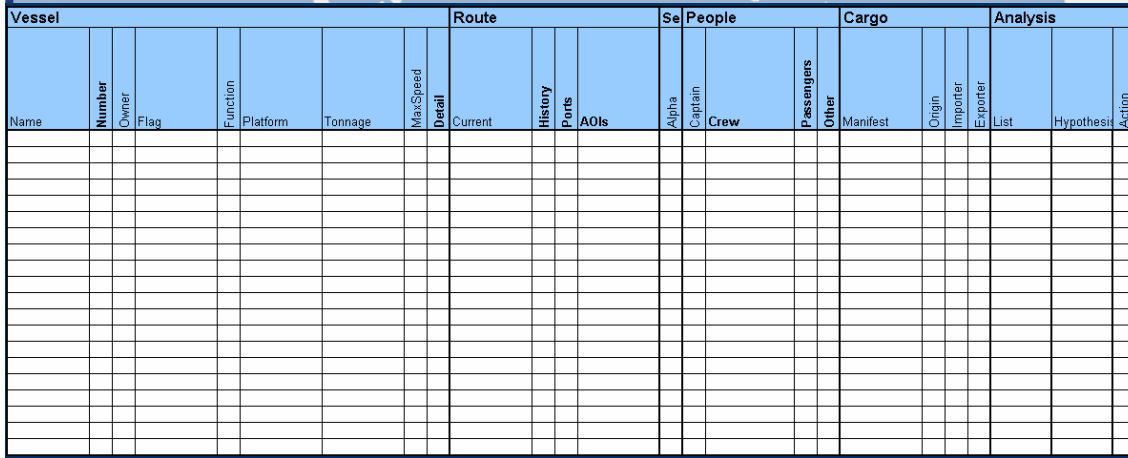 Vessel Route Se People Cargo Analysis
Name Number Owner Flag Function Platform Tonnage MaxSpeed Detail Current History Ports AOIs Alpha Captain Crew Passengers Other Manifest Origin Importer Exporter List Hypothesis Action